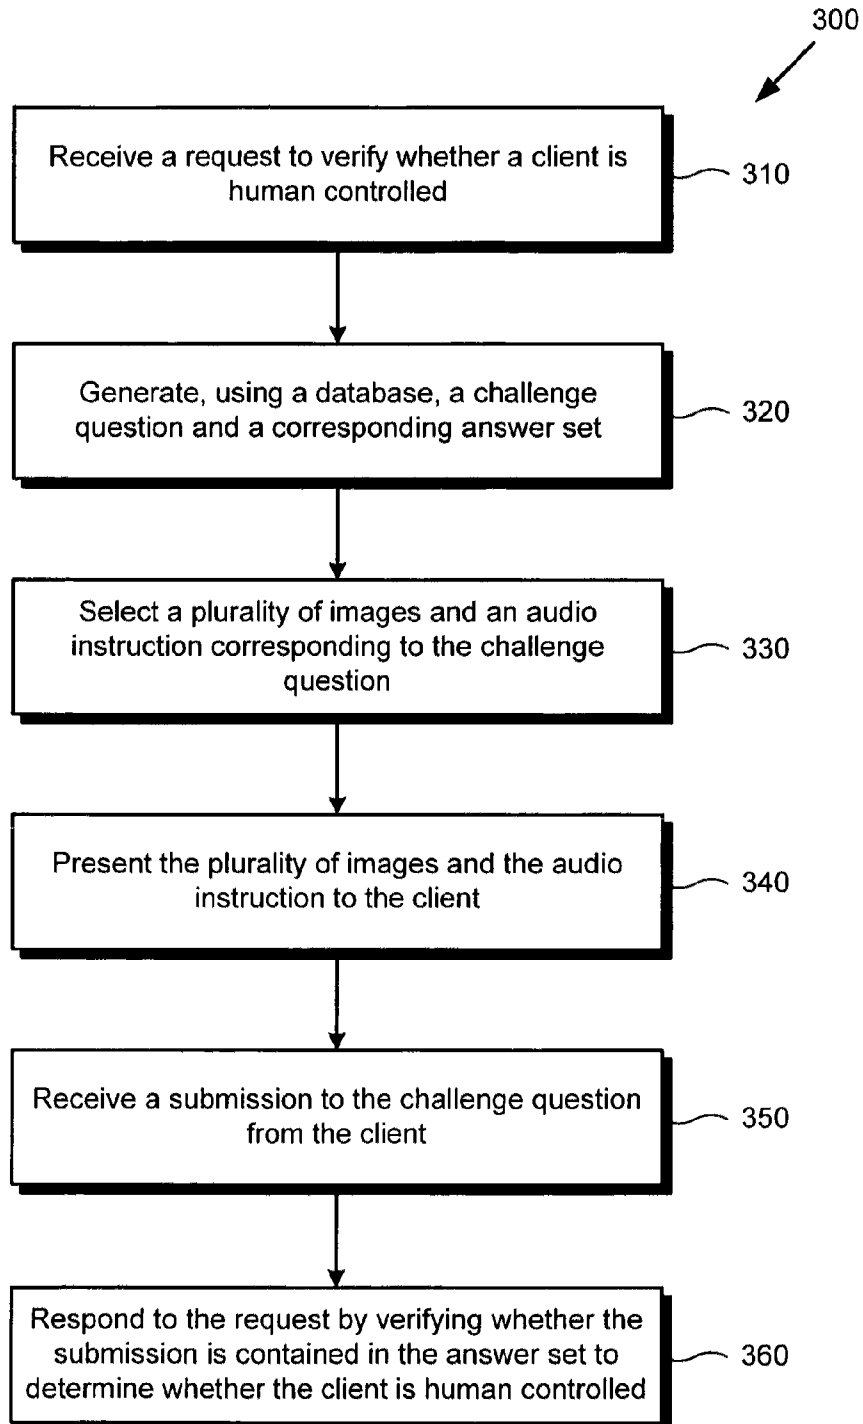 300
Receive a request to verify whether a client is
human controlled
310
Generate, using a database, a challenge
question and a corresponding answer set
320
Select a plurality of images and an audio
instruction corresponding to the challenge
question
330
Present the plurality of images and the audio
instruction to the client
340
Receive a submission to the challenge question
from the client
350
Respond to the request by verifying whether the
submission is contained in the answer set to
determine whether the client is human controlled
360